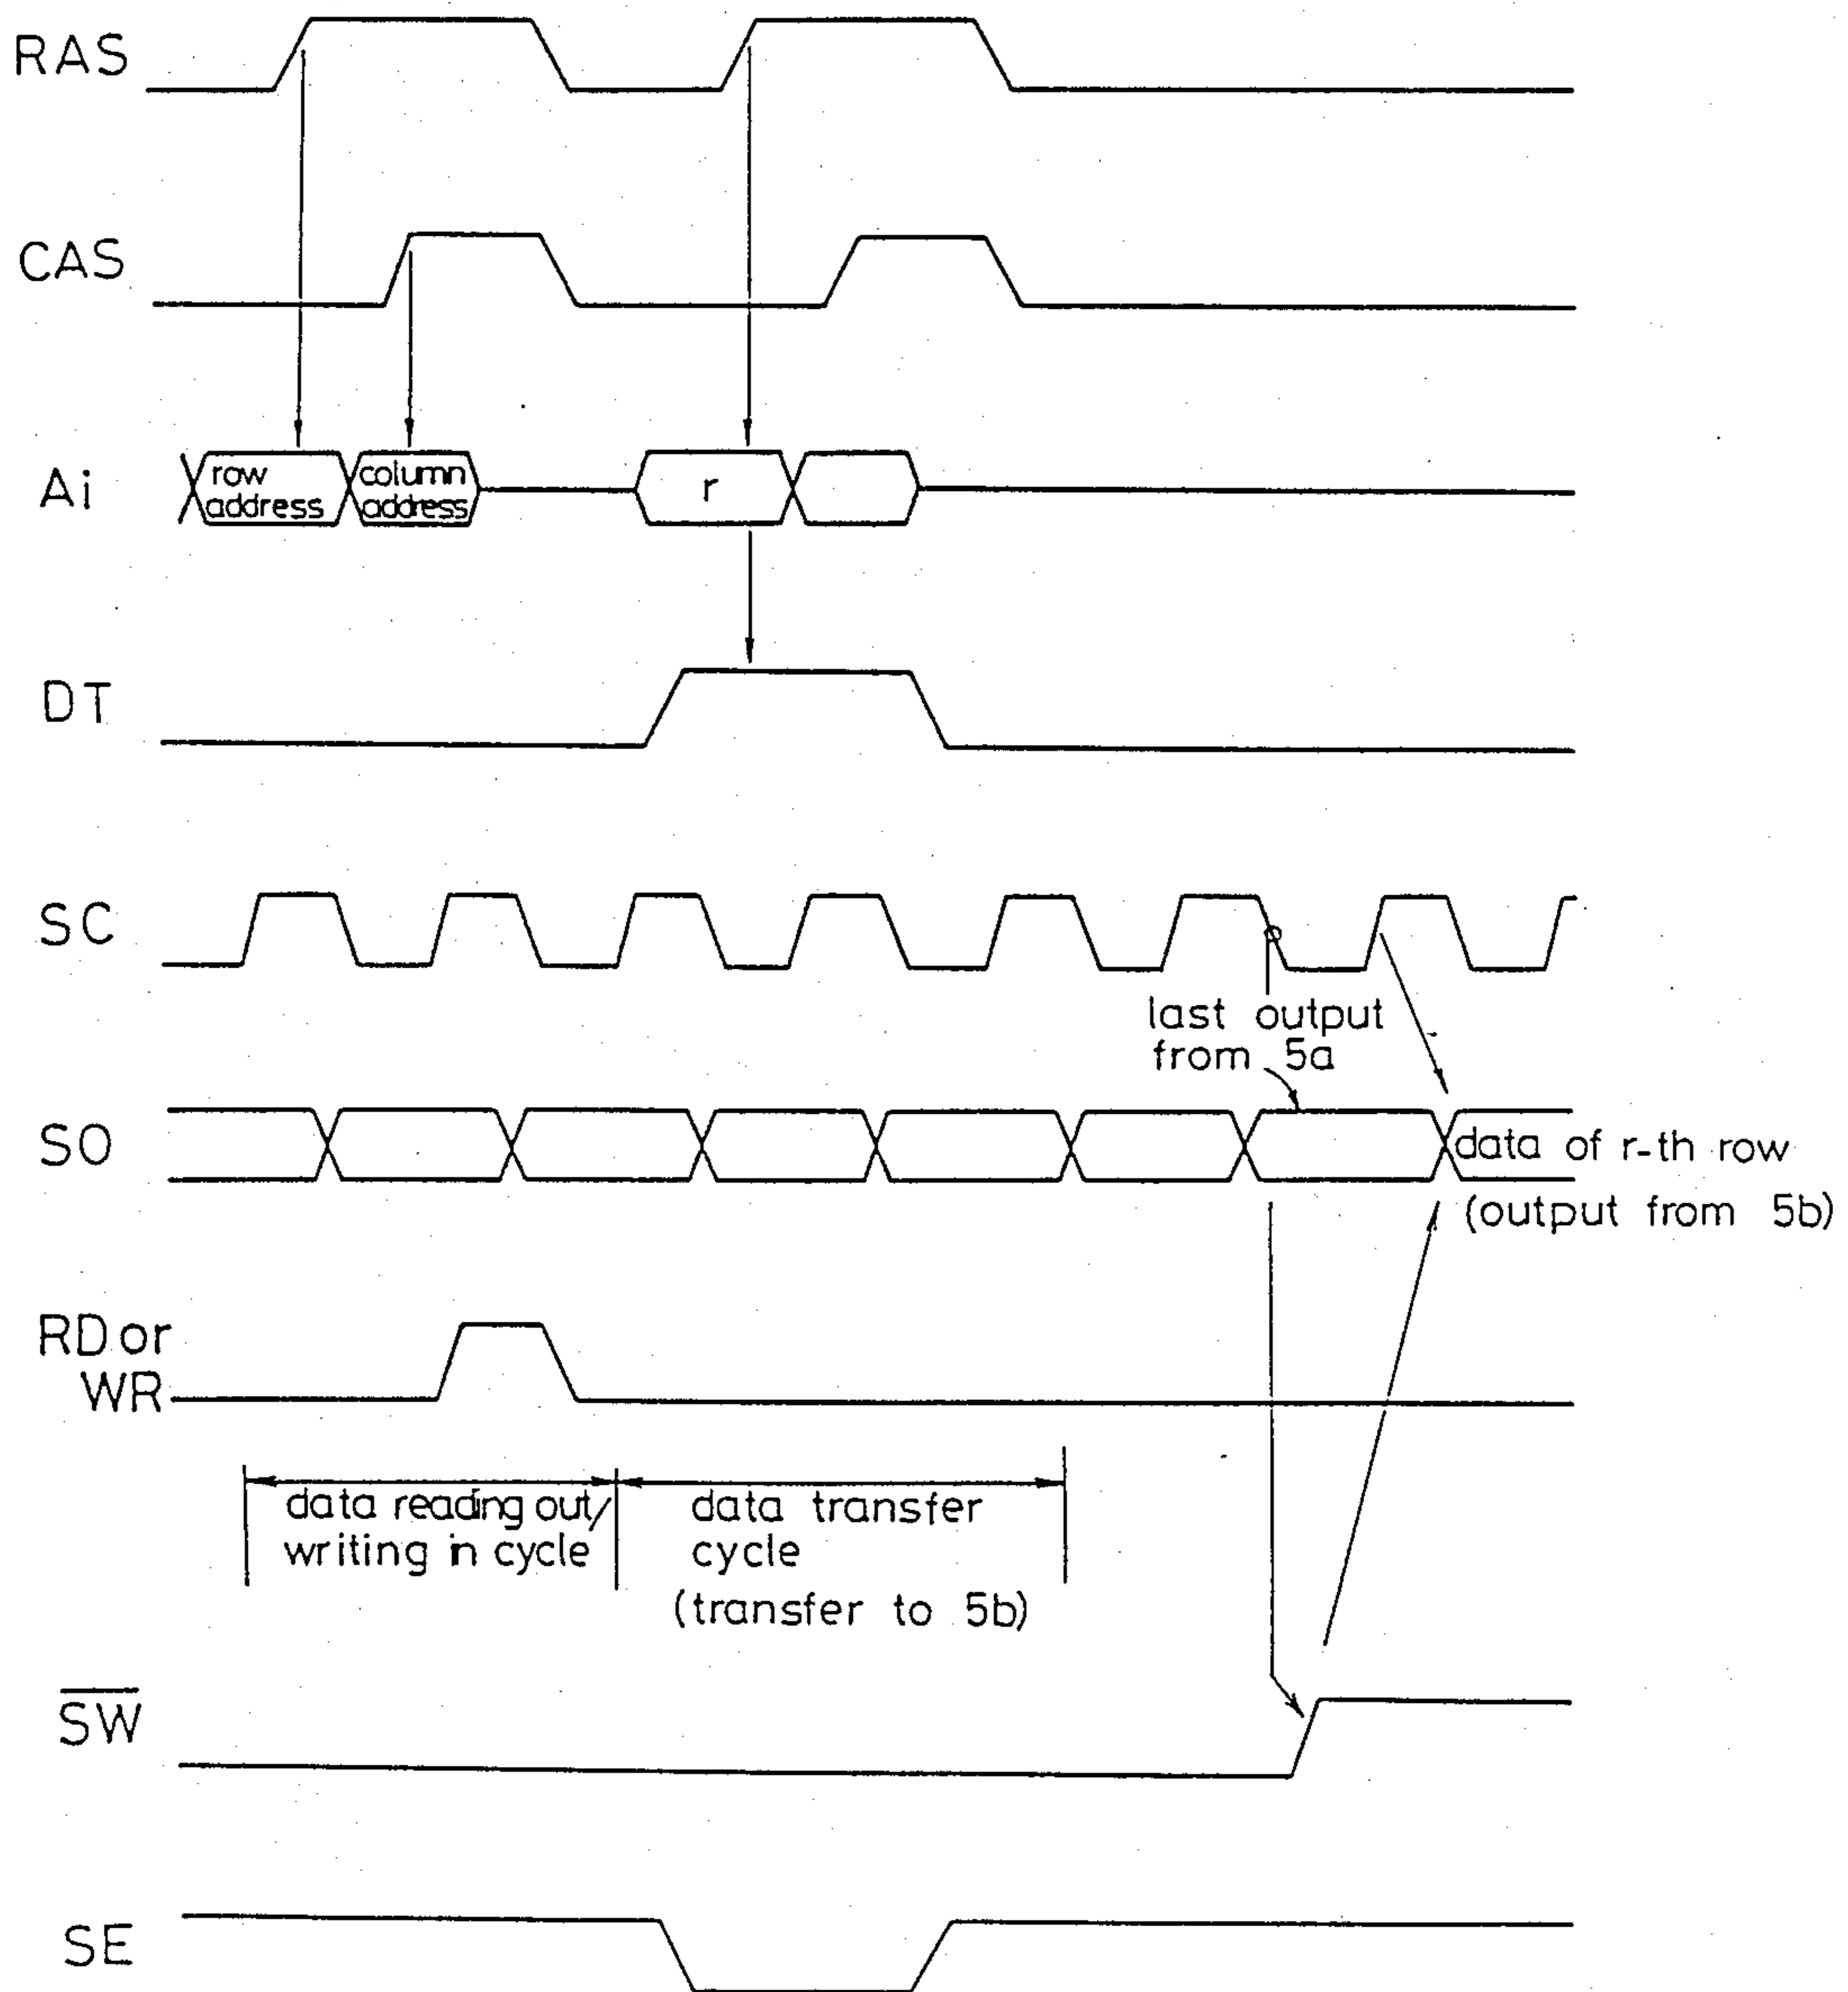 RAS
CAS
Ai
row
address
column
address
r
DT
SC
last output
from 5a
SO
data of r-th row
(output from 5b)
RD or
WR
data reading out/
writing in cycle
data transfer
cycle
(transfer to 5b)
S̅W̅
SE